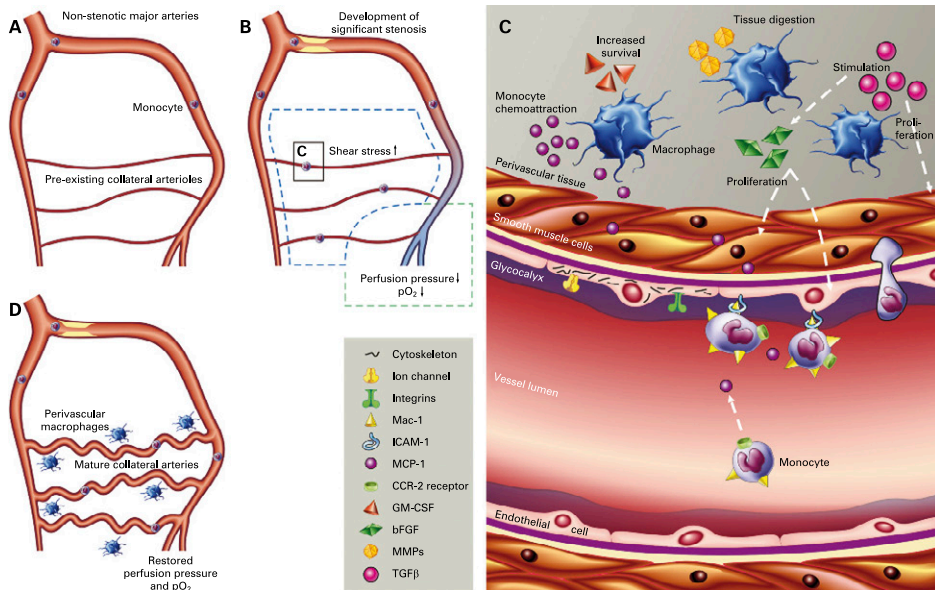 Non-stenotic major arteries
A
Monocyte
Pre-existing collateral arterioles
B
Development of
significant stenosis
C
Shear stress↑
Perfusion pressure↓
pO₂↓
C
Tissue digestion
Increased
survival
Stimulation
Monocyte
chemoattraction
Macrophage
Proli-
feration
Proliferation
Perivascular tissue
Smooth muscle cells
Glycocalyx
Vessel lumen
Monocyte
Endothelial cell
D
Perivascular
macrophages
Mature collateral arteries
Restored
perfusion pressure
and pO₂
Cytoskeleton
Ion channel
Integrins
Mac-1
ICAM-1
MCP-1
CCR-2 receptor
GM-CSF
bFGF
MMPs
TGFβ